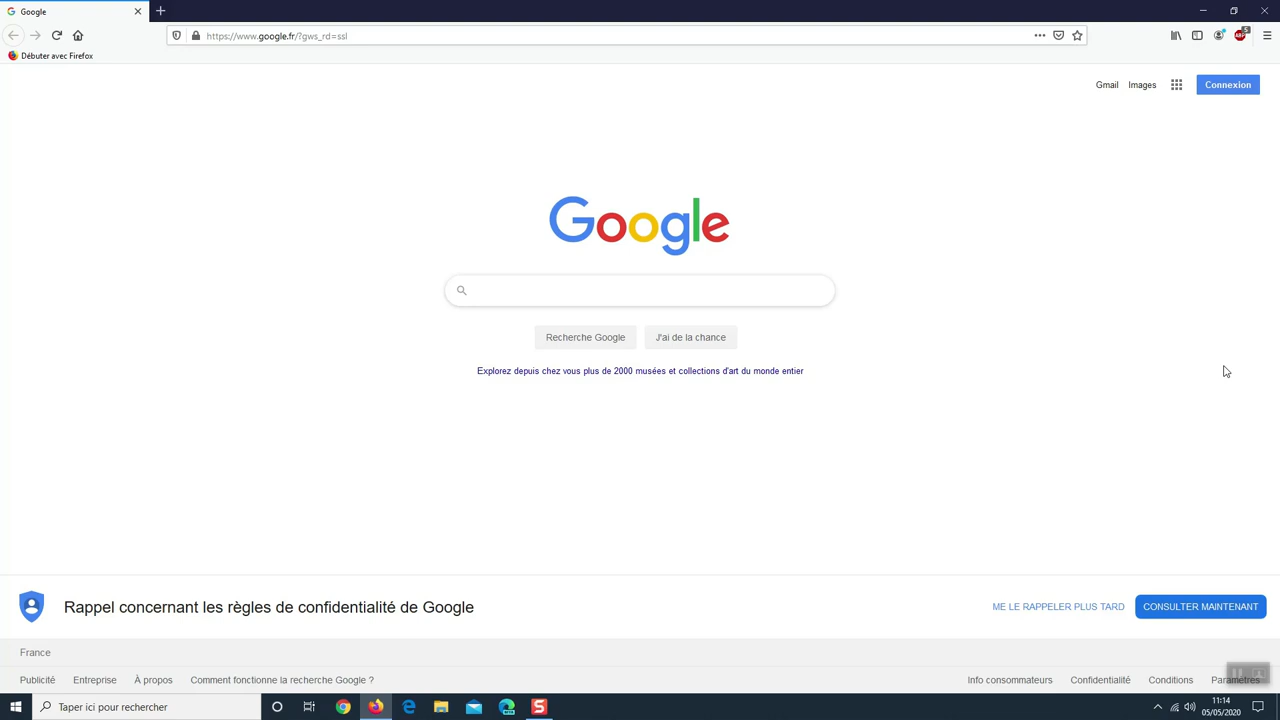 Google
https://www.google.fr/?gws_rd=ssl
Débuter avec Firefox
Gmail Images Connexion
Google
Recherche Google J'ai de la chance
Explorez depuis chez vous plus de 2000 musées et collections d'art du monde entier
Rappel concernant les règles de confidentialité de Google ME LE RAPPELER PLUS TARD CONSULTER MAINTENANT
France
Publicité Entreprise À propos Comment fonctionne la recherche Google ? Info consommateurs Confidentialité Conditions Paramètres
Taper ici pour rechercher
11:14
05/05/2020